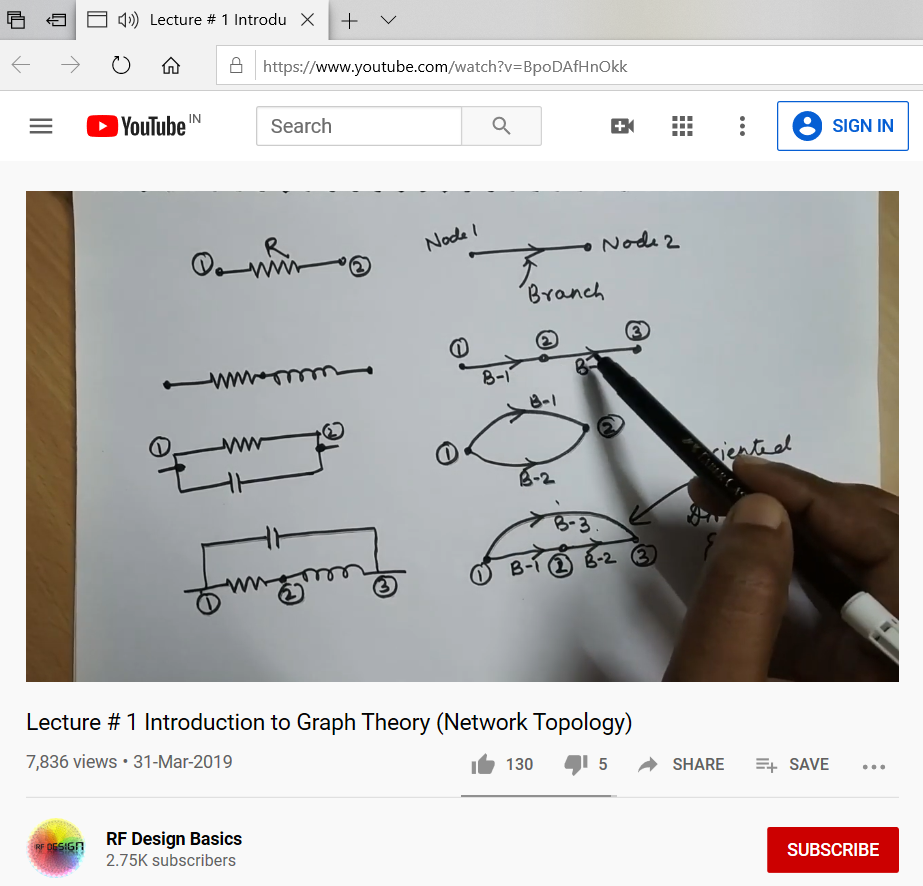 Lecture # 1 Introdu
https://www.youtube.com/watch?v=BpoDAfHnOkk
YouTube IN
Search
SIGN IN
1 R 2
Node 1 Node 2
Branch
1 2 3
B-1
1 2
B-1
1 2
B-2
1 2 3
B-3
1 B-1 2 B-2 3
Lecture # 1 Introduction to Graph Theory (Network Topology)
7,836 views • 31-Mar-2019
130 5 SHARE SAVE
RF DESIGN
RF Design Basics
2.75K subscribers
SUBSCRIBE